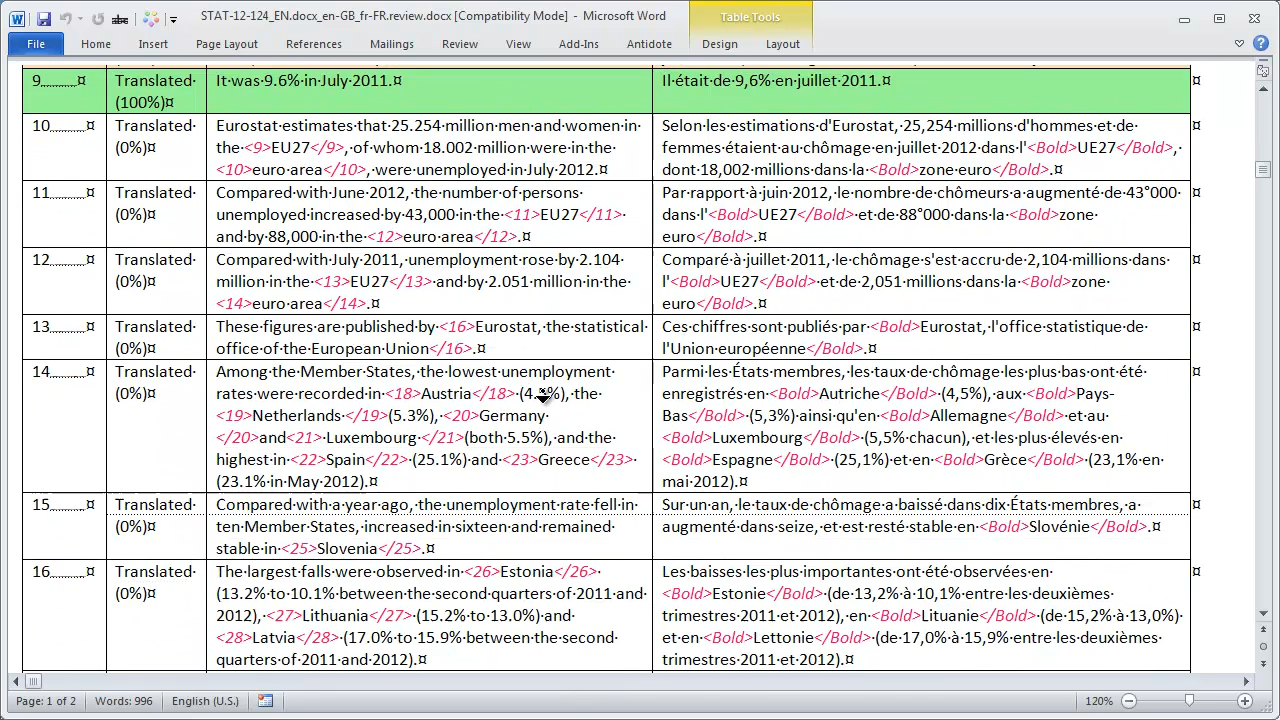 STAT-12-124_EN.docx_en-GB_fr-FR.review.docx [Compatibility Mode] - Microsoft Word
Table Tools
File Home Insert Page Layout References Mailings Review View Add-Ins Antidote Design Layout
9 Translated (100%) It was 9.6% in July 2011. Il était de 9,6% en juillet 2011.
10 Translated (0%)
Eurostat estimates that 25.254 million men and women in
the <9>EU27</9>, of whom 18.002 million were in the
<10>euro area</10>, were unemployed in July 2012.
Selon les estimations d'Eurostat, 25,254 millions d'hommes et de
femmes étaient au chômage en juillet 2012 dans l'<Bold>UE27</Bold>,
dont 18,002 millions dans la <Bold>zone euro</Bold>.
11 Translated (0%)
Compared with June 2012, the number of persons
unemployed increased by 43,000 in the <11>EU27</11>
and by 88,000 in the <12>euro area</12>.
Par rapport à juin 2012, le nombre de chômeurs a augmenté de 43°000
dans l'<Bold>UE27</Bold> et de 88°000 dans la <Bold>zone
euro</Bold>.
12 Translated (0%)
Compared with July 2011, unemployment rose by 2.104
million in the <13>EU27</13> and by 2.051 million in the
<14>euro area</14>.
Comparé à juillet 2011, le chômage s'est accru de 2,104 millions dans
l'<Bold>UE27</Bold> et de 2,051 millions dans la <Bold>zone
euro</Bold>.
13 Translated (0%)
These figures are published by <16>Eurostat, the statistical
office of the European Union</16>.
Ces chiffres sont publiés par <Bold>Eurostat, l'office statistique de
l'Union européenne</Bold>.
14 Translated (0%)
Among the Member States, the lowest unemployment
rates were recorded in <18>Austria</18> (4. %), the
<19>Netherlands</19>(5.3%), <20>Germany
</20>and<21> Luxembourg </21>(both 5.5%), and the
highest in <22>Spain</22> (25.1%) and <23>Greece</23>
(23.1% in May 2012).
Parmi les États membres, les taux de chômage les plus bas ont été
enregistrés en <Bold>Autriche</Bold> (4,5%), aux <Bold>Pays-
Bas</Bold> (5,3%) ainsi qu'en <Bold>Allemagne</Bold> et au
<Bold>Luxembourg</Bold> (5,5% chacun), et les plus élevés en
<Bold>Espagne</Bold> (25,1%) et en <Bold>Grèce</Bold> (23,1% en
mai 2012).
15 Translated (0%)
Compared with a year ago, the unemployment rate fell in
ten Member States, increased in sixteen and remained
stable in <25>Slovenia</25>.
Sur un an, le taux de chômage a baissé dans dix États membres, a
augmenté dans seize, et est resté stable en <Bold>Slovénie</Bold>.
16 Translated (0%)
The largest falls were observed in <26>Estonia</26>
(13.2% to 10.1% between the second quarters of 2011 and
2012), <27>Lithuania</27> (15.2% to 13.0%) and
<28>Latvia</28> (17.0% to 15.9% between the second
quarters of 2011 and 2012).
Les baisses les plus importantes ont été observées en
<Bold>Estonie</Bold> (de 13,2% à 10,1% entre les deuxièmes
trimestres 2011 et 2012), en <Bold>Lituanie</Bold> (de 15,2% à 13,0%)
et en <Bold>Lettonie</Bold> (de 17,0% à 15,9% entre les deuxièmes
trimestres 2011 et 2012).
Page: 1 of 2 Words: 996 English (U.S.) 120%